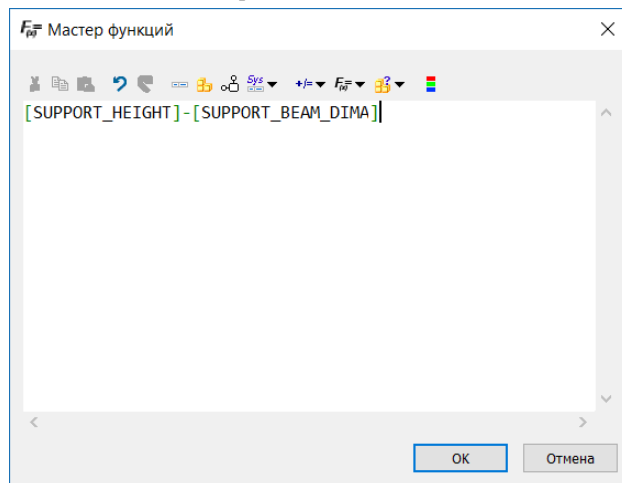 F(x)= Мастер функций
Sys +/= F(x)= ?
[SUPPORT_HEIGHT]-[SUPPORT_BEAM_DIMA]
OK Отмена